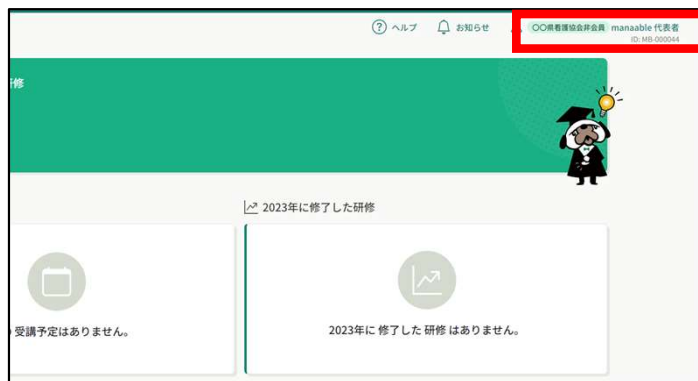 ヘルプ お知らせ 〇〇県看護協会非会員 manaable 代表者
ID: MB-000044
研修
2023年に修了した研修
受講予定はありません。
2023年に 修了した 研修 はありません。